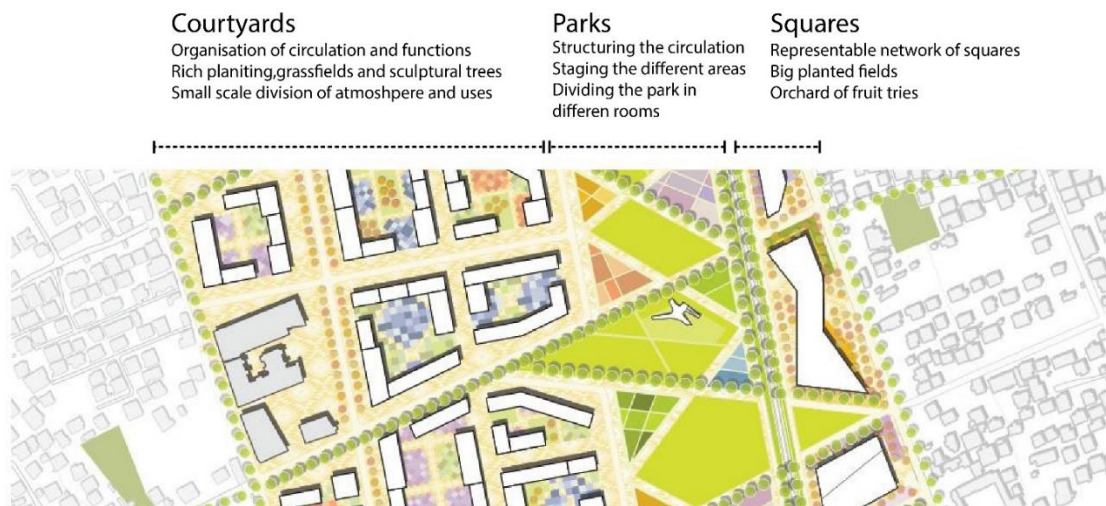 Courtyards
Organisation of circulation and functions
Rich planiting,grassfields and sculptural trees
Small scale division of atmoshpere and uses
Parks
Structuring the circulation
Staging the different areas
Dividing the park in
differen rooms
Squares
Representable network of squares
Big planted fields
Orchard of fruit tries